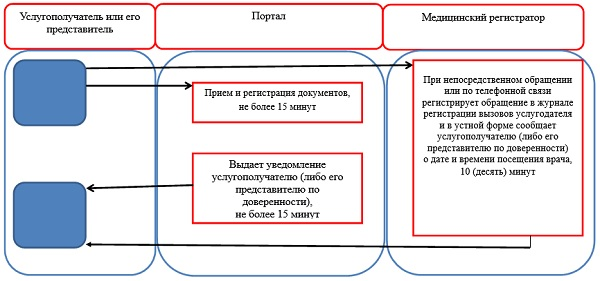 Услугополучатель или его
представитель
Портал
Медицинский регистратор
Прием и регистрация документов,
не более 15 минут
Выдает уведомление
услугополучателю (либо его
представителю по
доверенности),
не более 15 минут
При непосредственном обращении
или по телефонной связи
регистрирует обращение в журнале
регистрации вызовов услугодателя
и в устной форме сообщает
услугополучателю (либо его
представителю по доверенности)
о дате и времени посещения врача,
10 (десять) минут